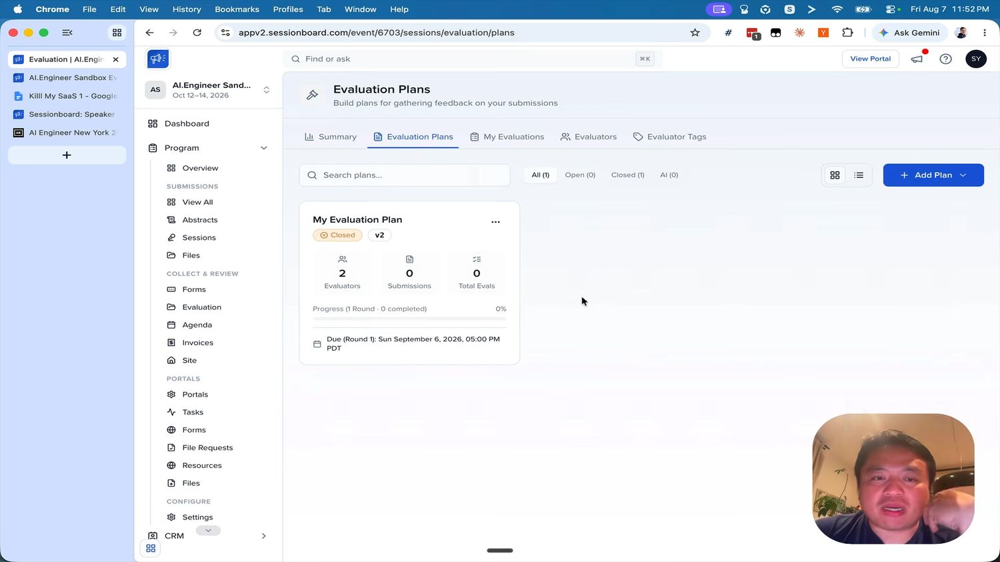 Chrome File Edit View History Bookmarks Profiles Tab Window Help
Fri Aug 7 11:52 PM
Evaluation | AI.Engin
AI.Engineer Sandbox Ev
Killl My SaaS 1 - Google
Sessionboard: Speaker
AI Engineer New York 2
appv2.sessionboard.com/event/6703/sessions/evaluation/plans
1
Ask Gemini
Find or ask
⌘K
View Portal
SY
AS
AI.Engineer Sand...
Oct 12–14, 2026
Dashboard
Program
Overview
SUBMISSIONS
View All
Abstracts
Sessions
Files
COLLECT & REVIEW
Forms
Evaluation
Agenda
Invoices
Site
PORTALS
Portals
Tasks
Forms
File Requests
Resources
Files
CONFIGURE
Settings
CRM
Evaluation Plans
Build plans for gathering feedback on your submissions
Summary
Evaluation Plans
My Evaluations
Evaluators
Evaluator Tags
Search plans...
All (1)
Open (0)
Closed (1)
AI (0)
+ Add Plan
My Evaluation Plan
...
Closed
v2
2
Evaluators
0
Submissions
0
Total Evals
Progress (1 Round · 0 completed)
0%
Due (Round 1): Sun September 6, 2026, 05:00 PM
PDT